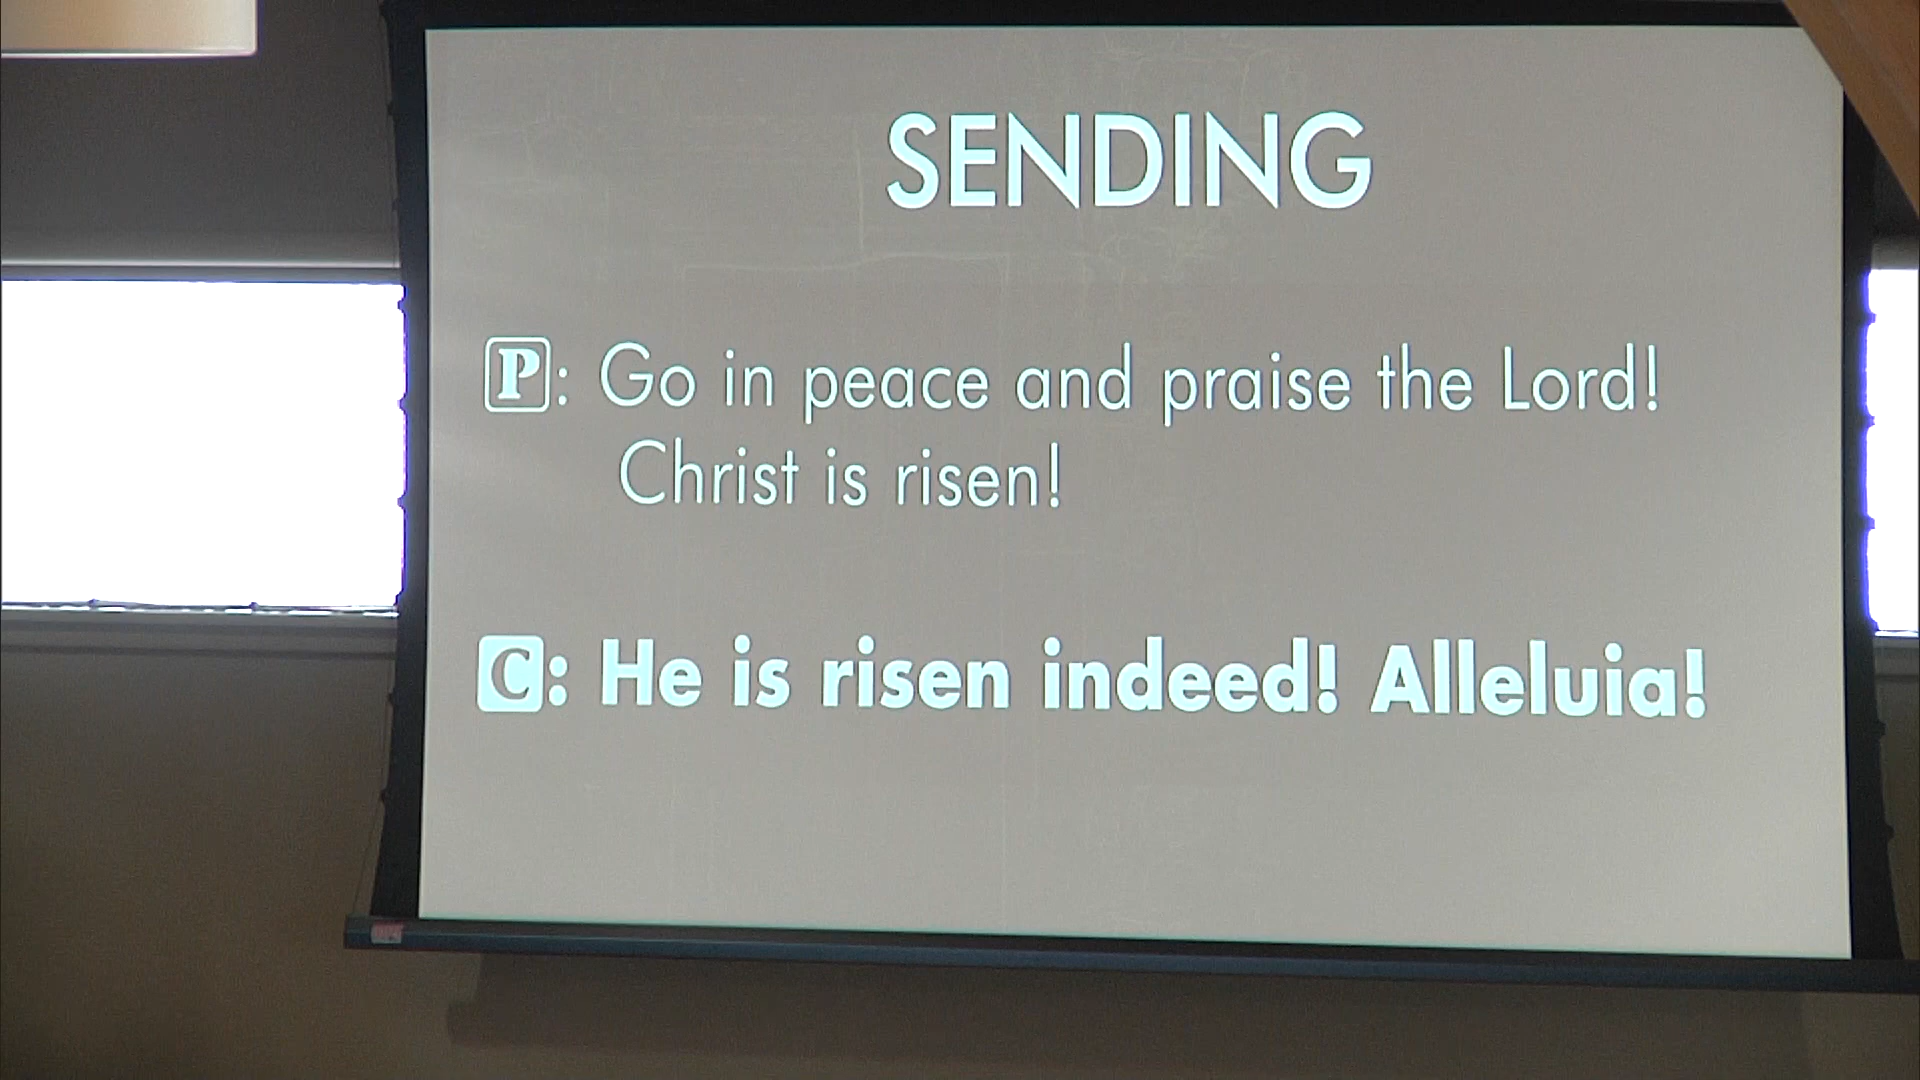 SENDING
P: Go in peace and praise the Lord!
Christ is risen!
C: He is risen indeed! Alleluia!